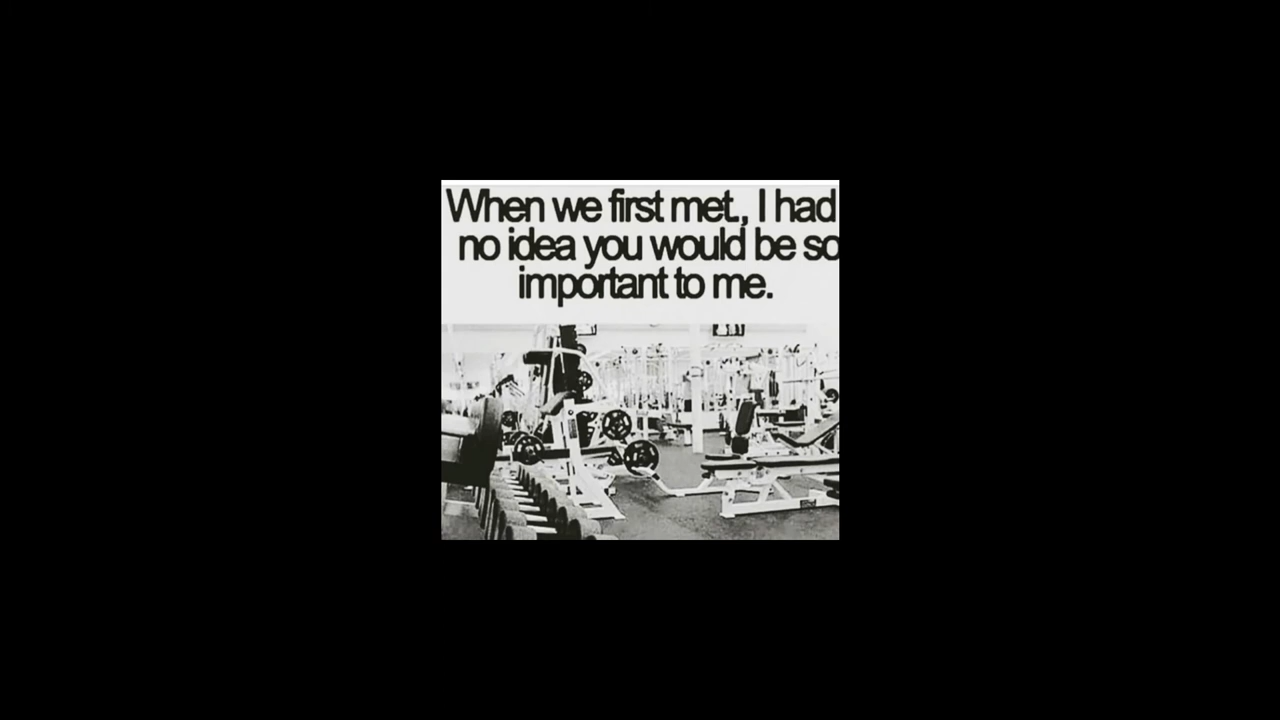 When we first met., I had
no idea you would be so
important to me.